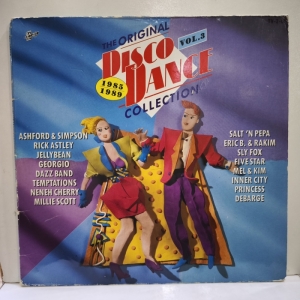 THE ORIGINAL
DISCO VOL.3
1985
1989
DANCE
COLLECTION
ASHFORD & SIMPSON
RICK ASTLEY
JELLYBEAN
GEORGIO
DAZZ BAND
TEMPTATIONS
NENEH CHERRY
MILLIE SCOTT
SALT 'N PEPA
ERIC B. & RAKIM
SLY FOX
FIVE STAR
MEL & KIM
INNER CITY
PRINCESS
DEBARGE